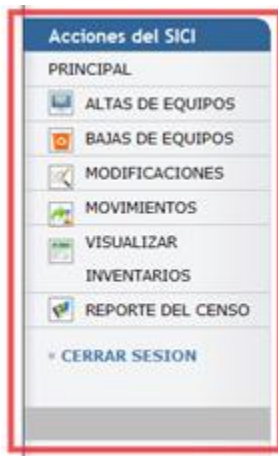 Acciones del SICI
PRINCIPAL
ALTAS DE EQUIPOS
BAJAS DE EQUIPOS
MODIFICACIONES
MOVIMIENTOS
VISUALIZAR
INVENTARIOS
REPORTE DEL CENSO
» CERRAR SESION